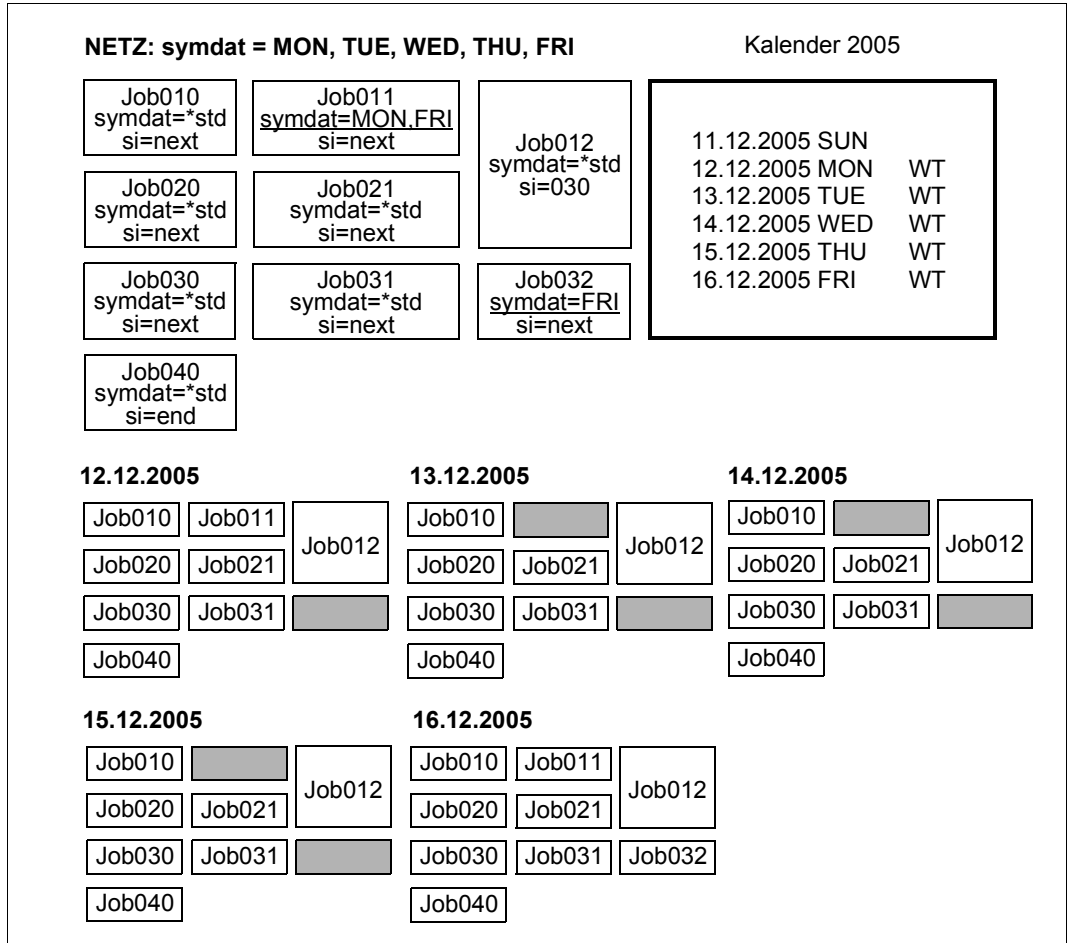 NETZ: symdat = MON, TUE, WED, THU, FRI
Kalender 2005
Job010
symdat=*std
si=next
Job011
symdat=MON,FRI
si=next
Job012
symdat=*std
si=030
Job020
symdat=*std
si=next
Job021
symdat=*std
si=next
Job030
symdat=*std
si=next
Job031
symdat=*std
si=next
Job032
symdat=FRI
si=next
Job040
symdat=*std
si=end
11.12.2005 SUN
12.12.2005 MON WT
13.12.2005 TUE WT
14.12.2005 WED WT
15.12.2005 THU WT
16.12.2005 FRI WT
12.12.2005
Job010 Job011
Job012
Job020 Job021
Job030 Job031
Job040
13.12.2005
Job010
Job012
Job020 Job021
Job030 Job031
Job040
14.12.2005
Job010
Job012
Job020 Job021
Job030 Job031
Job040
15.12.2005
Job010
Job012
Job020 Job021
Job030 Job031
Job040
16.12.2005
Job010 Job011
Job012
Job020 Job021
Job030 Job031 Job032
Job040